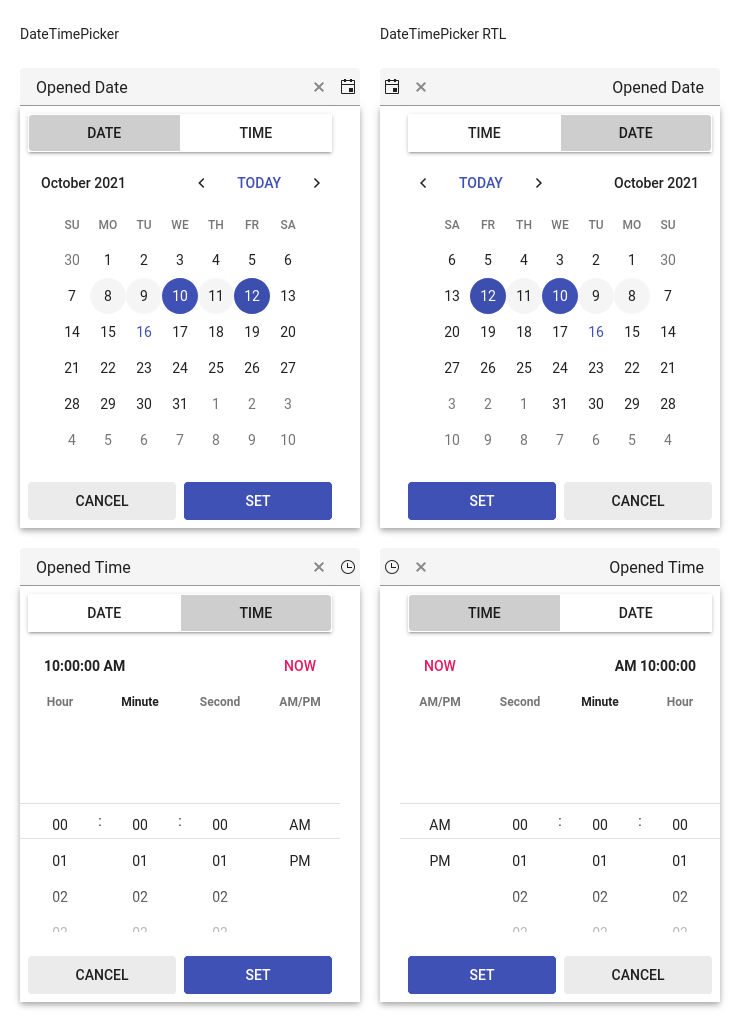 DateTimePicker
Opened Date
DATE TIME
October 2021 TODAY
SU MO TU WE TH FR SA
30 1 2 3 4 5 6
7 8 9 10 11 12 13
14 15 16 17 18 19 20
21 22 23 24 25 26 27
28 29 30 31 1 2 3
4 5 6 7 8 9 10
CANCEL SET
Opened Time
DATE TIME
10:00:00 AM NOW
Hour Minute Second AM/PM
00 : 00 : 00 AM
01 01 01 PM
02 02 02
CANCEL SET
DateTimePicker RTL
Opened Date
TIME DATE
TODAY October 2021
SA FR TH WE TU MO SU
6 5 4 3 2 1 30
13 12 11 10 9 8 7
20 19 18 17 16 15 14
27 26 25 24 23 22 21
3 2 1 31 30 29 28
10 9 8 7 6 5 4
SET CANCEL
Opened Time
TIME DATE
NOW AM 10:00:00
AM/PM Second Minute Hour
AM 00 : 00 : 00
PM 01 01 01
02 02 02
SET CANCEL